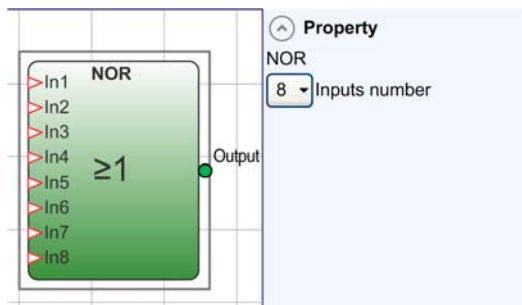 NOR
In1
In2
In3
In4
In5
In6
In7
In8
≥1
Output
Property
NOR
8 Inputs number